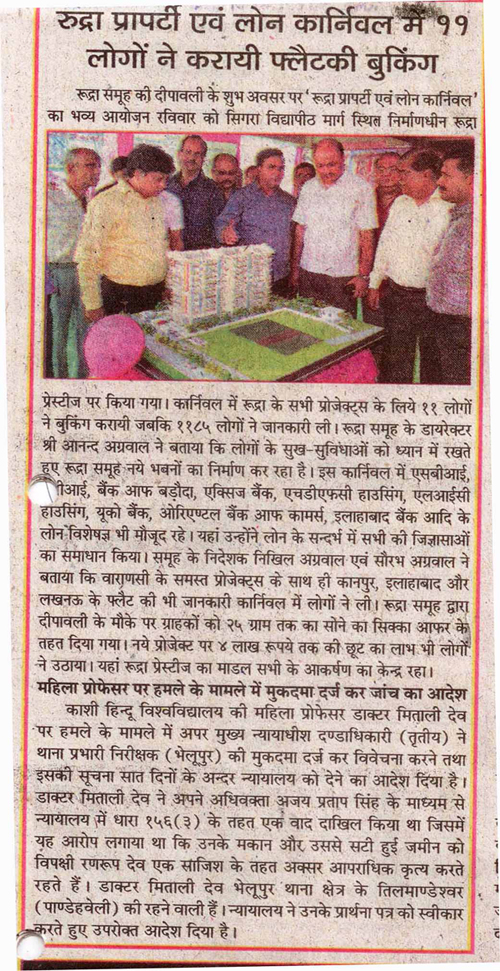 रुद्रा प्रापर्टी एवं लोन कार्निवल में ११
लोगों ने करायी फ्लैटकी बुकिंग
रूद्रा समूह की दीपावली के शुभ अवसर पर ‘रूद्रा प्रापर्टी एवं लोन कार्निवल’
का भव्य आयोजन रविवार को सिगरा विद्यापीठ मार्ग स्थित निर्माणधीन रूद्रा
प्रेस्टीज पर किया गया। कार्निवल में रूद्रा के सभी प्रोजेक्ट्स के लिये ११ लोगों
ने बुकिंग करायी जबकि ११८५ लोगों ने जानकारी ली। रूद्रा समूह के डायरेक्टर
श्री आनन्द अग्रवाल ने बताया कि लोगों के सुख-सुविधाओं को ध्यान में रखते
हुए रूद्रा समूह नये भवनों का निर्माण कर रहा है। इस कार्निवल में एसबीआई,
बैंक आफ बड़ौदा, एक्सिज बैंक, एचडीएफसी हाउसिंग, एलआईसी
हाउसिंग, यूको बैंक, ओरिएण्टल बैंक आफ कामर्स, इलाहाबाद बैंक आदि के
लोन विशेषज्ञ भी मौजूद रहे। यहां उन्होंने लोन के सन्दर्भ में सभी की जिज्ञासाओं
का समाधान किया। समूह के निदेशक निखिल अग्रवाल एवं सौरभ अग्रवाल ने
बताया कि वाराणसी के समस्त प्रोजेक्ट्स के साथ ही कानपुर, इलाहाबाद और
लखनऊ के फ्लैट की भी जानकारी कार्निवल में लोगों ने ली। रूद्रा समूह द्वारा
दीपावली के मौके पर ग्राहकों को २५ ग्राम तक का सोने का सिक्का आफर के
तहत दिया गया। नये प्रोजेक्ट पर ४ लाख रूपये तक की छूट का लाभ भी लोगों
ने उठाया। यहां रूद्रा प्रेस्टीज का माडल सभी के आकर्षण का केन्द्र रहा।
महिला प्रोफेसर पर हमले के मामले में मुकदमा दर्ज कर जांच का आदेश
काशी हिन्दू विश्वविद्यालय की महिला प्रोफेसर डाक्टर मिताली देव
पर हमले के मामले में अपर मुख्य न्यायाधीश दण्डाधिकारी (तृतीय) ने
थाना प्रभारी निरीक्षक (भेलूपुर) की मुकदमा दर्ज कर विवेचना करने तथा
इसकी सूचना सात दिनों के अन्दर न्यायालय को देने का आदेश दिया है।
डाक्टर मिताली देव ने अपने अधिवक्ता अजय प्रताप सिंह के माध्यम से
न्यायालय में धारा १५६(३) के तहत एक वाद दाखिल किया था जिसमें
यह आरोप लगाया था कि उनके मकान और उससे सटी हुई जमीन को
विपक्षी रणरूप देव एक साजिश के तहत अक्सर आपराधिक कृत्य करते
रहते हैं। डाक्टर मिताली देव भेलूपुर थाना क्षेत्र के तिलमाण्डेश्वर
(पाण्डेहवेली) की रहने वाली हैं। न्यायालय ने उनके प्रार्थना पत्र को स्वीकार
करते हुए उपरोक्त आदेश दिया है।